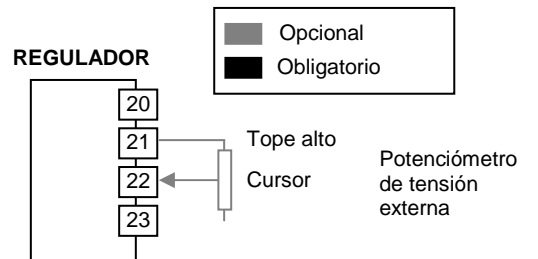 Opcional
Obligatorio
REGULADOR
20
21
22
23
Tope alto
Cursor
Potenciómetro
de tensión
externa